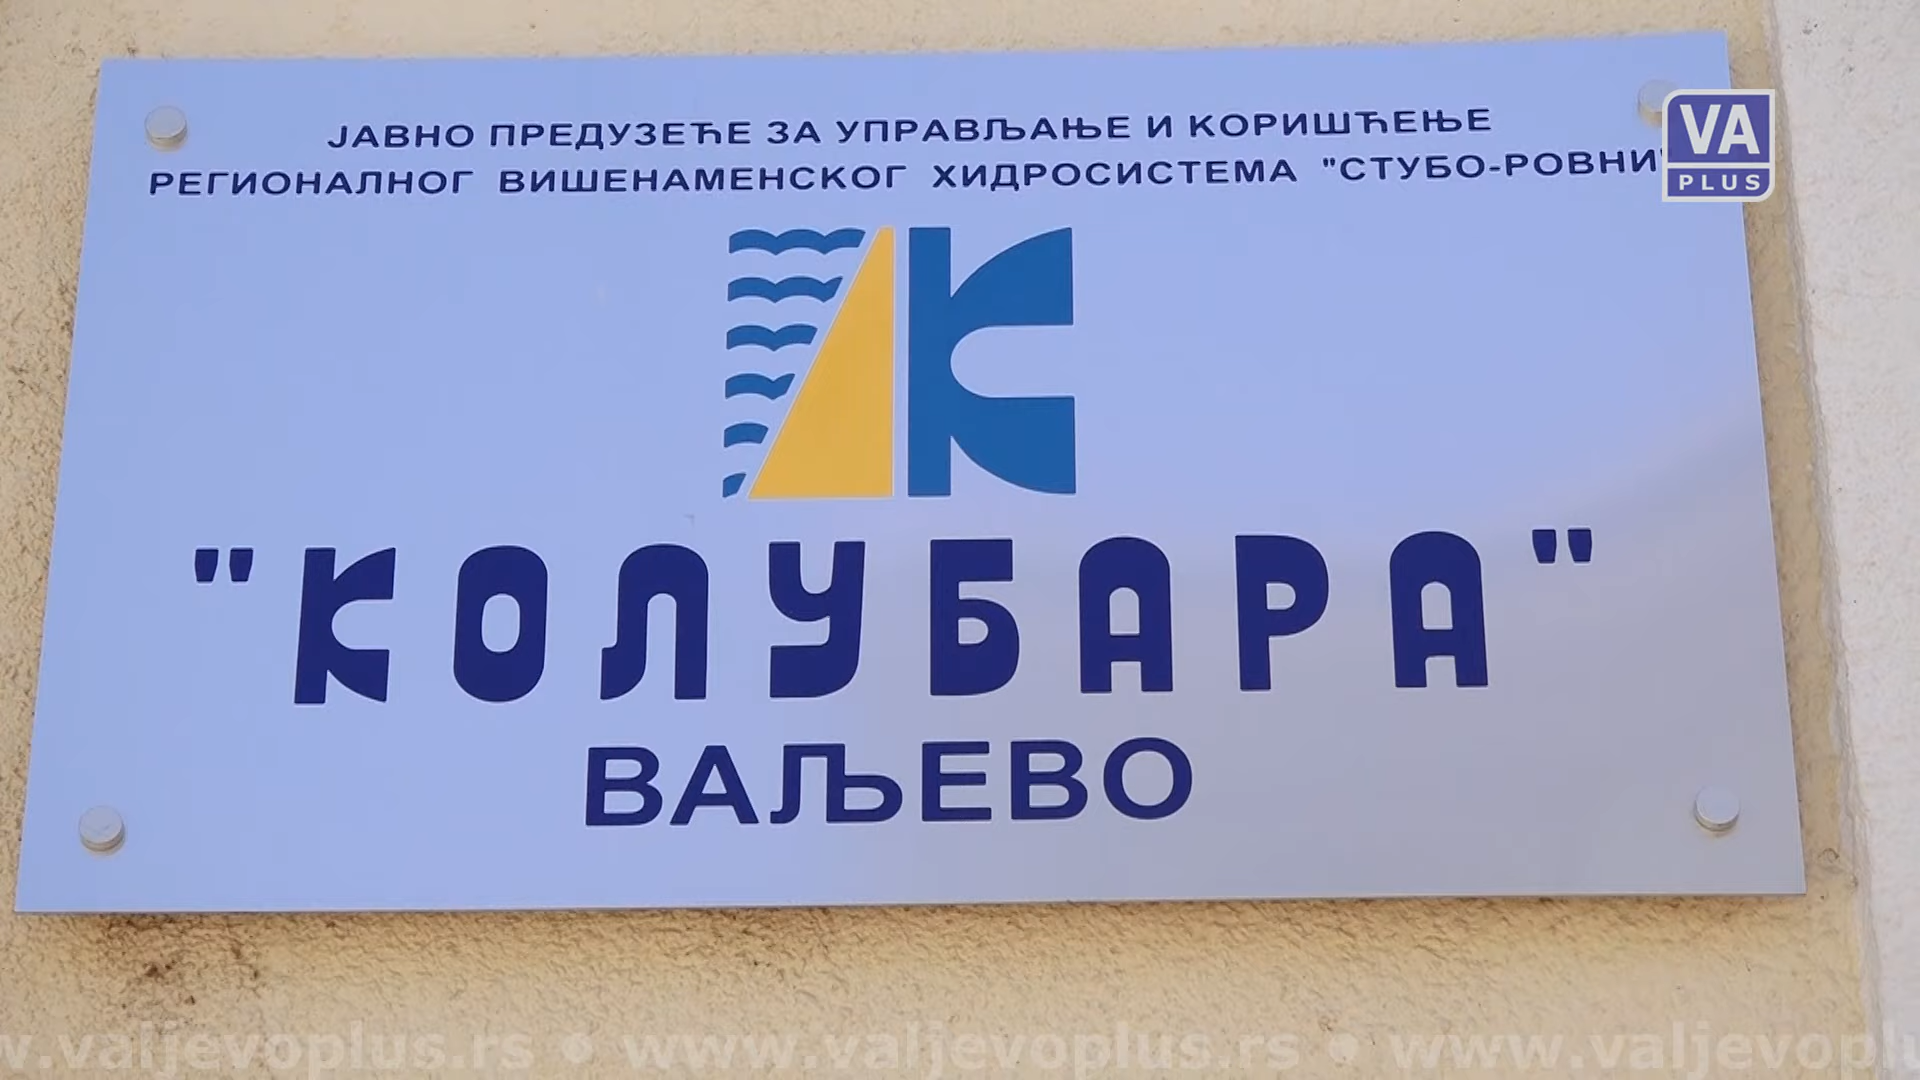 ЈАВНО ПРЕДУЗЕЋЕ ЗА УПРАВЉАЊЕ И КОРИШЋЕЊЕ
РЕГИОНАЛНОГ ВИШЕНАМЕНСКОГ ХИДРОСИСТЕМА "СТУБО-РОВНИ"
VA
PLUS
"КОЛУБАРА"
ВАЉЕВО
w.valjevoplus.rs • www.valjevoplus.rs • www.valjevoplu